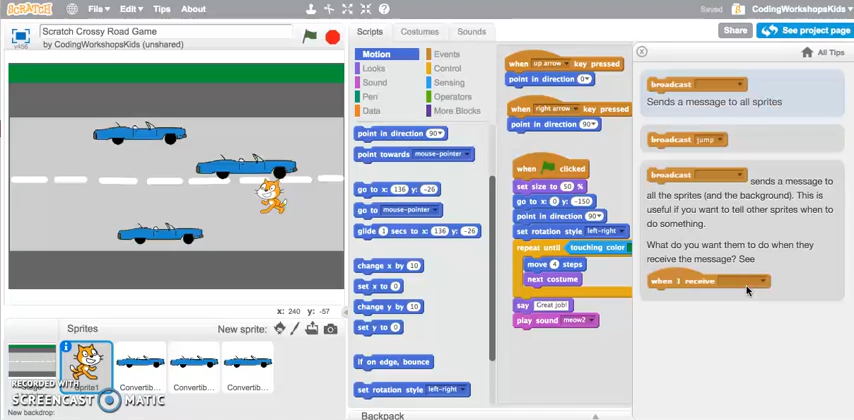 SCRATCH File Edit Tips About Saved CodingWorkshopsKids
Scratch Crossy Road Game
by CodingWorkshopsKids (unshared)
v456
Share See project page
Scripts Costumes Sounds
Motion Events
Looks Control
Sound Sensing
Pen Operators
Data More Blocks
point in direction 90
point towards mouse-pointer
go to x: 136 y: -26
go to mouse-pointer
glide 1 secs to x: 136 y: -26
change x by 10
set x to 0
change y by 10
set y to 0
if on edge, bounce
set rotation style left-right
when up arrow key pressed
point in direction 0
when right arrow key pressed
point in direction 90
when clicked
set size to 50 %
go to x: 0 y: -150
point in direction 90
set rotation style left-right
repeat until touching color
move 4 steps
next costume
say Great job!
play sound meow2
All Tips
broadcast
Sends a message to all sprites
broadcast jump
broadcast sends a message to
all the sprites (and the background). This is
useful if you want to tell other sprites when to
do something.
What do you want them to do when they
receive the message? See
when I receive
x: 240 y: -57
Sprites New sprite:
Stage Sprite1 Convertib... Convertib... Convertib...
RECORDED WITH
SCREENCAST MATIC
New backdrop:
Backpack